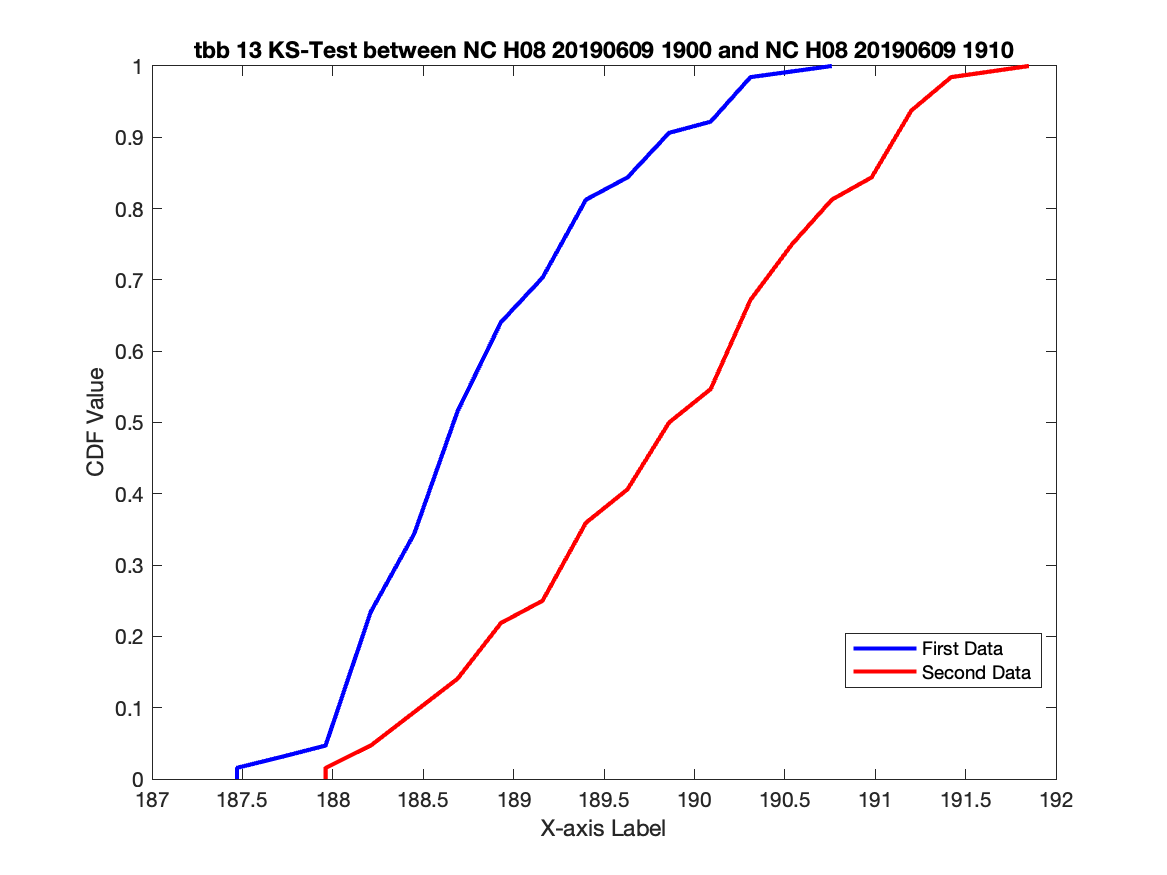 tbb 13 KS-Test between NC H08 20190609 1900 and NC H08 20190609 1910
1
0.9
0.8
0.7
0.6
0.5
0.4
0.3
0.2
0.1
0
CDF Value
First Data
Second Data
187 187.5 188 188.5 189 189.5 190 190.5 191 191.5 192
X-axis Label